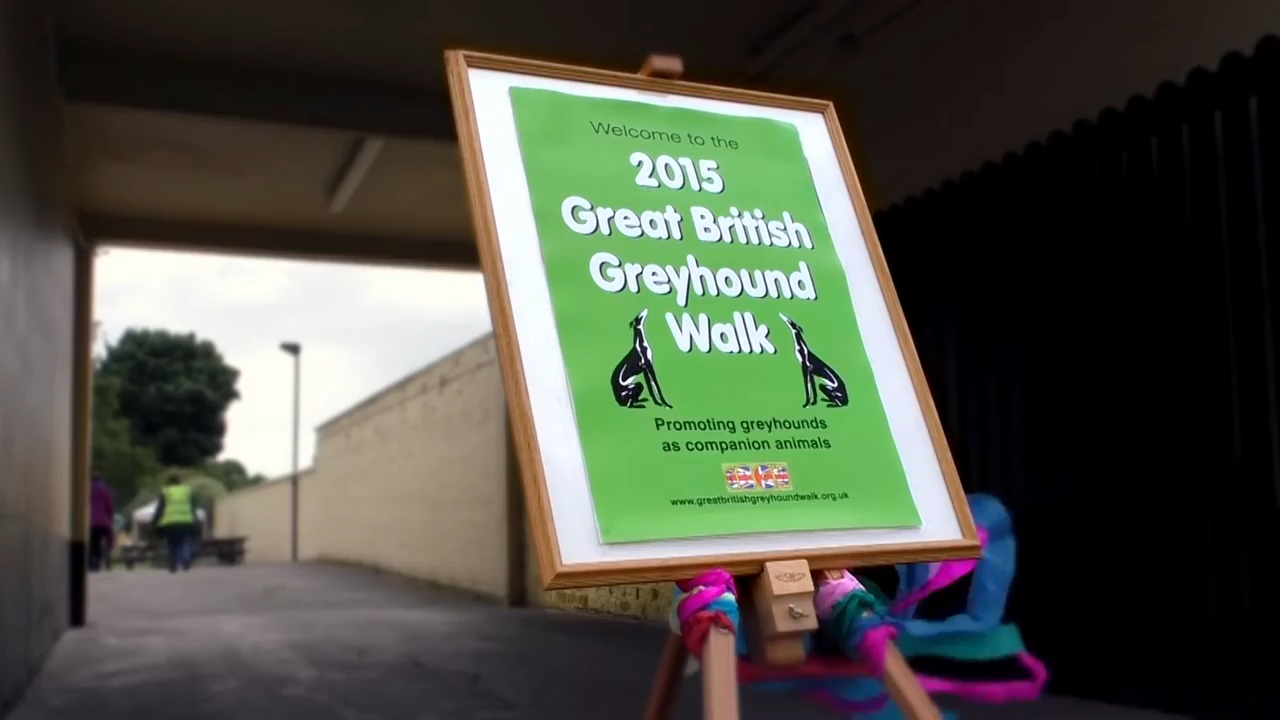 Welcome to the
2015
Great British
Greyhound
Walk
Promoting greyhounds
as companion animals
www.greatbritishgreyhoundwalk.org.uk